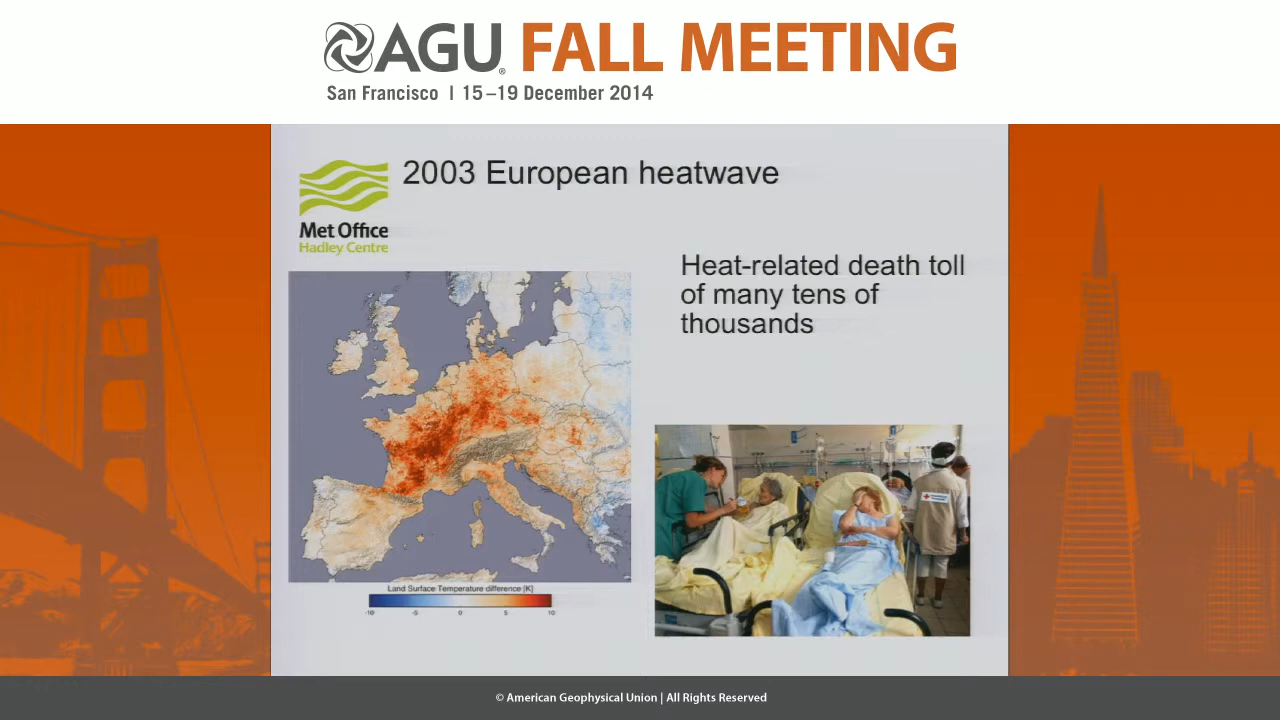 AGU® FALL MEETING
San Francisco | 15–19 December 2014
2003 European heatwave
Met Office
Hadley Centre
Heat-related death toll
of many tens of
thousands
Land Surface Temperature difference [K]
-10 -5 0 5 10
© American Geophysical Union | All Rights Reserved